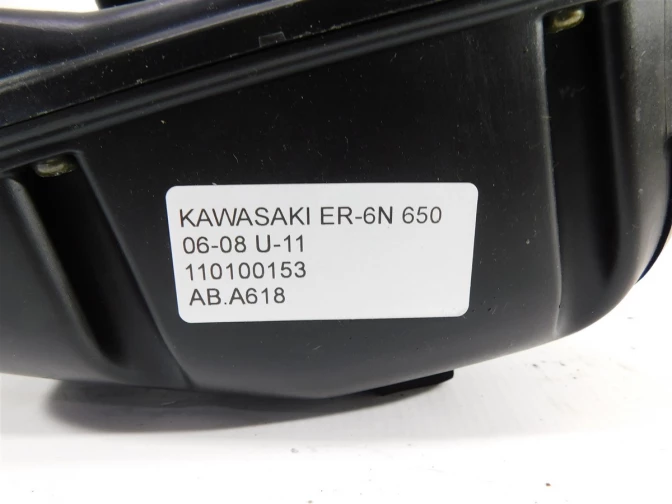 KAWASAKI ER-6N 650
06-08 U-11
110100153
AB.A618